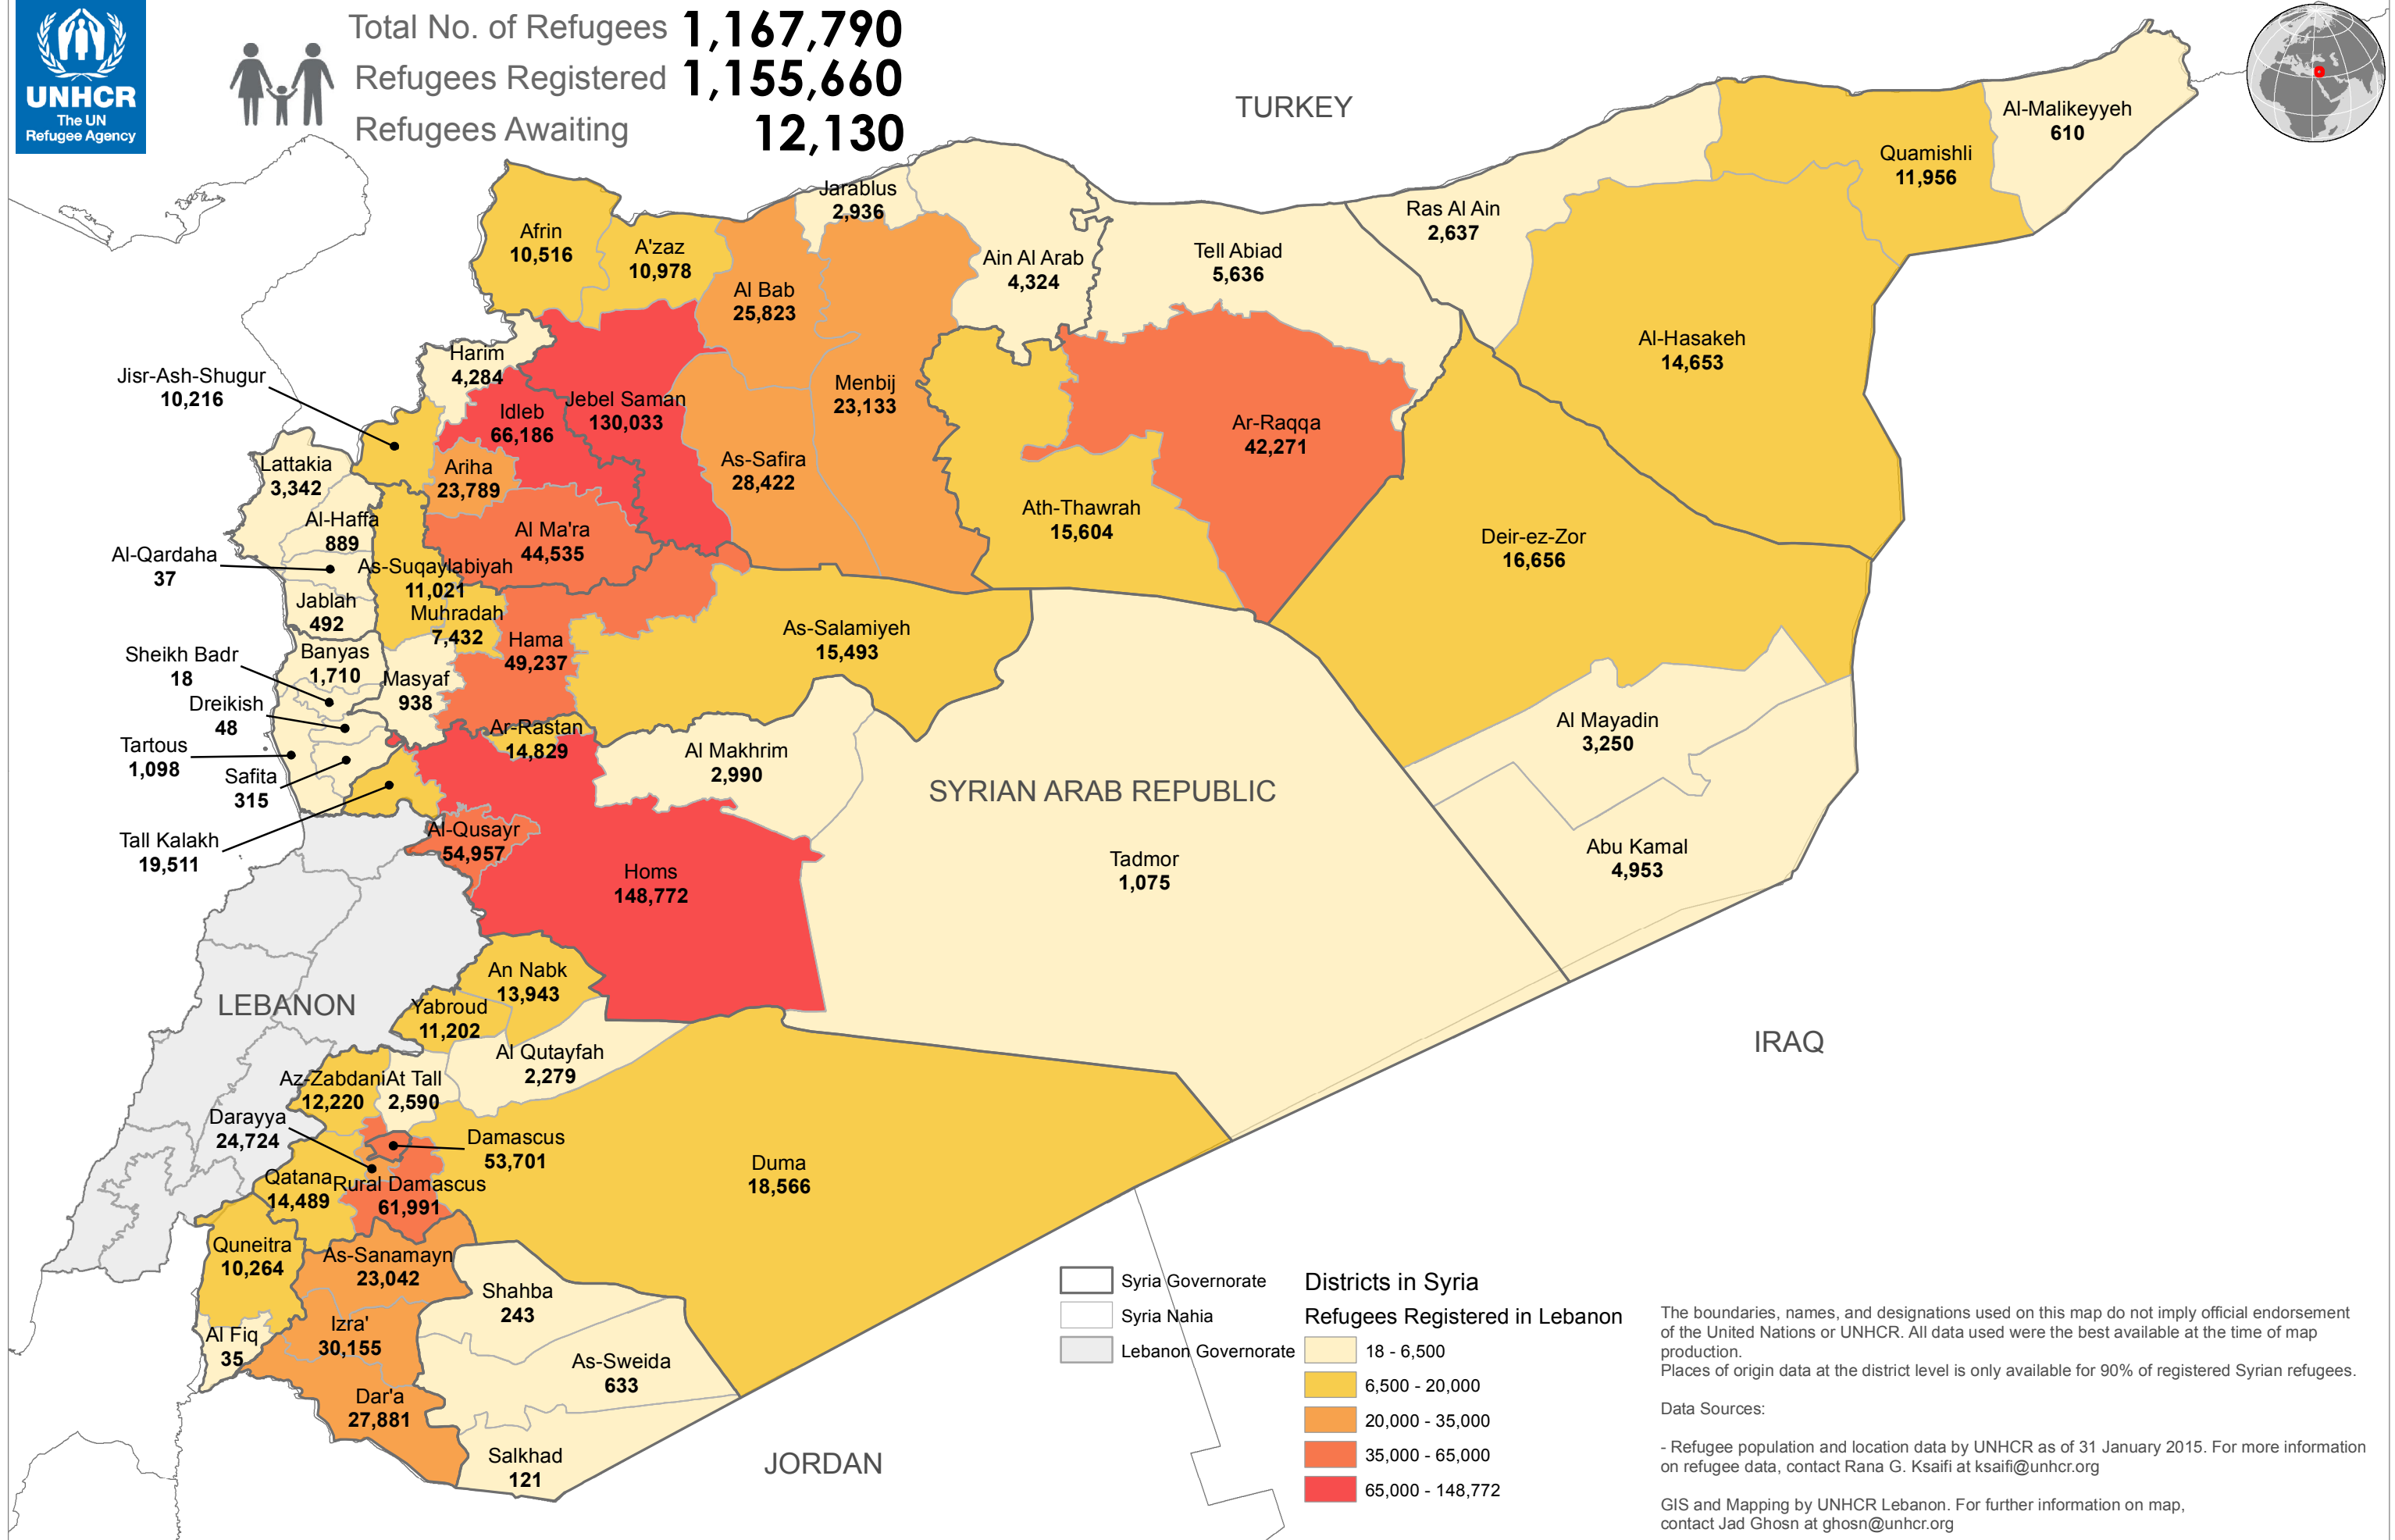 UNHCR
The UN
Refugee Agency
Total No. of Refugees 1,167,790
Refugees Registered 1,155,660
Refugees Awaiting 12,130
TURKEY
Al-Malikeyyeh
610
Quamishli
11,956
Jarablus
2,936
Ras Al Ain
2,637
Afrin
10,516
A'zaz
10,978
Ain Al Arab
4,324
Tell Abiad
5,636
Al Bab
25,823
Al-Hasakeh
14,653
Harim
4,284
Jisr-Ash-Shugur
10,216
Idleb
66,186
Jebel Saman
130,033
Menbij
23,133
Ar-Raqqa
42,271
Lattakia
3,342
Ariha
23,789
As-Safira
28,422
Ath-Thawrah
15,604
Al-Haffa
889
Al Ma'ra
44,535
Deir-ez-Zor
16,656
Al-Qardaha
37
As-Suqaylabiyah
11,021
Jablah
492
Muhradah
7,432
Hama
49,237
As-Salamiyeh
15,493
Banyas
1,710
Sheikh Badr
18
Masyaf
938
Dreikish
48
Ar-Rastan
14,829
Al Mayadin
3,250
Tartous
1,098
Al Makhrim
2,990
Safita
315
SYRIAN ARAB REPUBLIC
Tall Kalakh
19,511
Al-Qusayr
54,957
Abu Kamal
4,953
Tadmor
1,075
Homs
148,772
An Nabk
13,943
LEBANON
Yabroud
11,202
IRAQ
Al Qutayfah
2,279
Az-Zabdani
12,220
At Tall
2,590
Darayya
24,724
Damascus
53,701
Duma
18,566
Qatana
14,489
Rural Damascus
61,991
Quneitra
10,264
As-Sanamayn
23,042
Shahba
243
Al Fiq
35
Izra'
30,155
As-Sweida
633
Dar'a
27,881
Salkhad
121
JORDAN
Syria Governorate
Syria Nahia
Lebanon Governorate
Districts in Syria
Refugees Registered in Lebanon
18 - 6,500
6,500 - 20,000
20,000 - 35,000
35,000 - 65,000
65,000 - 148,772
The boundaries, names, and designations used on this map do not imply official endorsement
of the United Nations or UNHCR. All data used were the best available at the time of map
production.
Places of origin data at the district level is only available for 90% of registered Syrian refugees.
Data Sources:
- Refugee population and location data by UNHCR as of 31 January 2015. For more information
on refugee data, contact Rana G. Ksaifi at ksaifi@unhcr.org
GIS and Mapping by UNHCR Lebanon. For further information on map,
contact Jad Ghosn at ghosn@unhcr.org